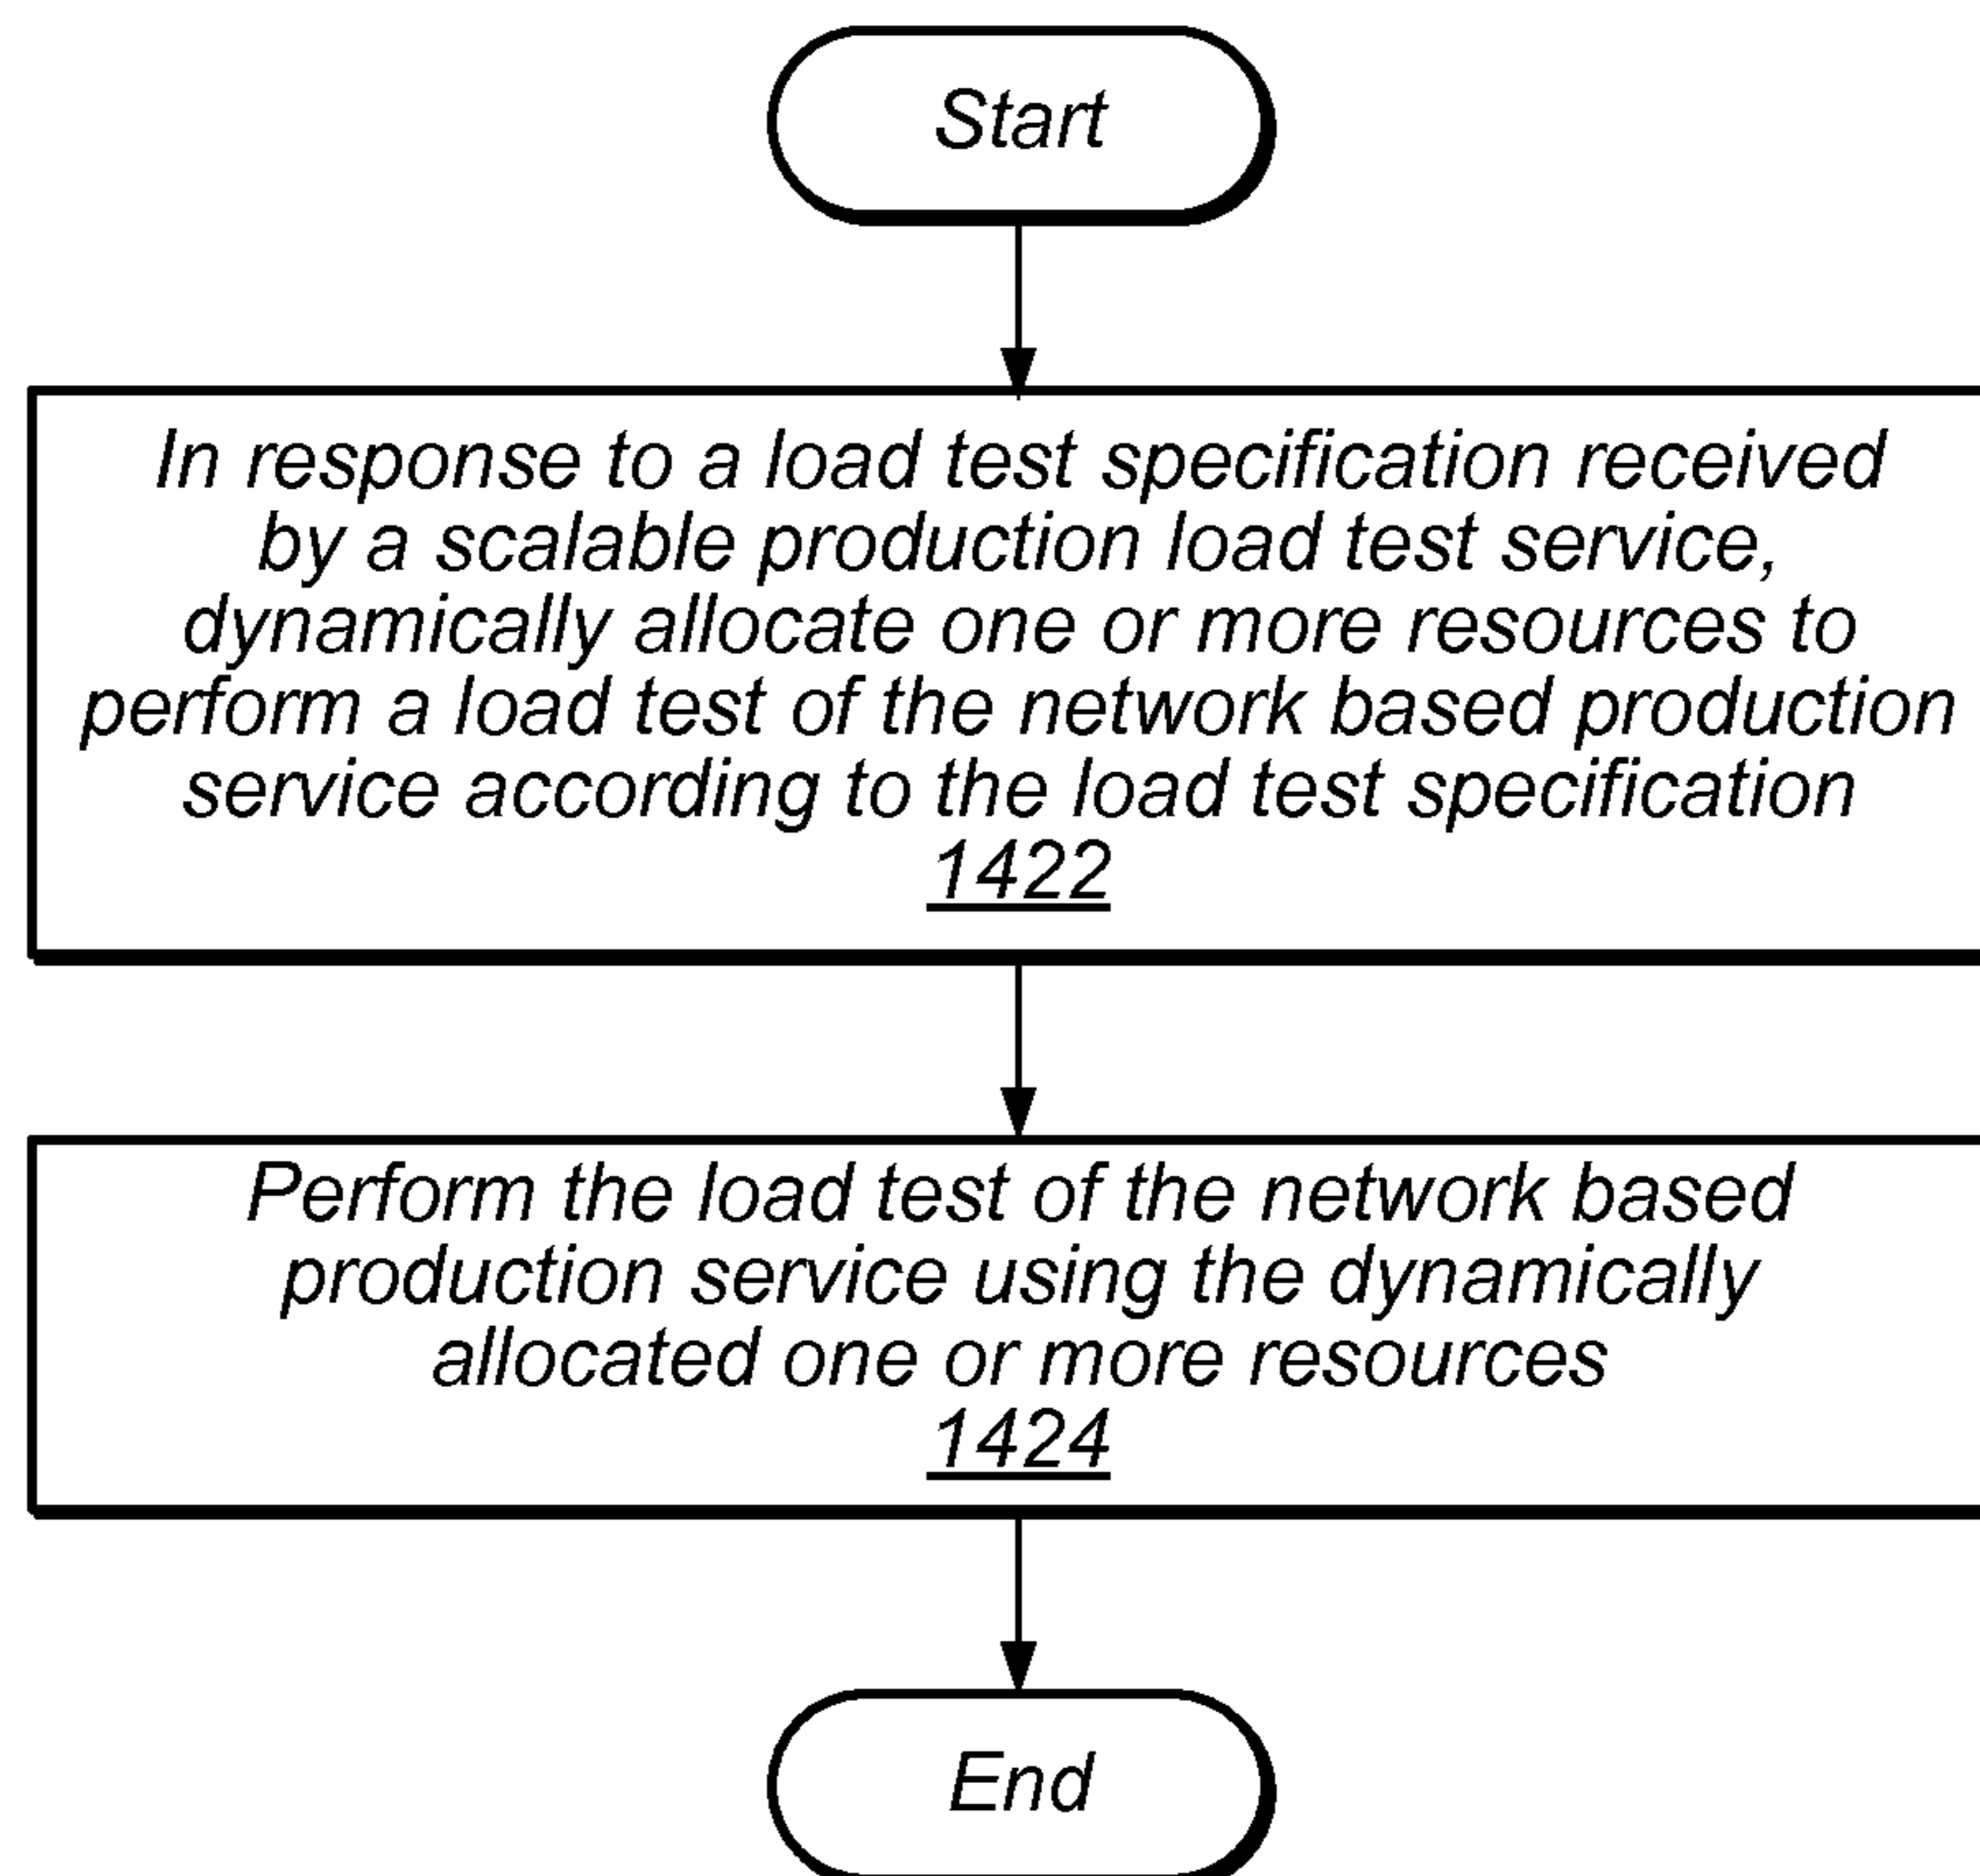 Start
In response to a load test specification received
by a scalable production load test service,
dynamically allocate one or more resources to
perform a load test of the network based production
service according to the load test specification
1422
Perform the load test of the network based
production service using the dynamically
allocated one or more resources
1424
End